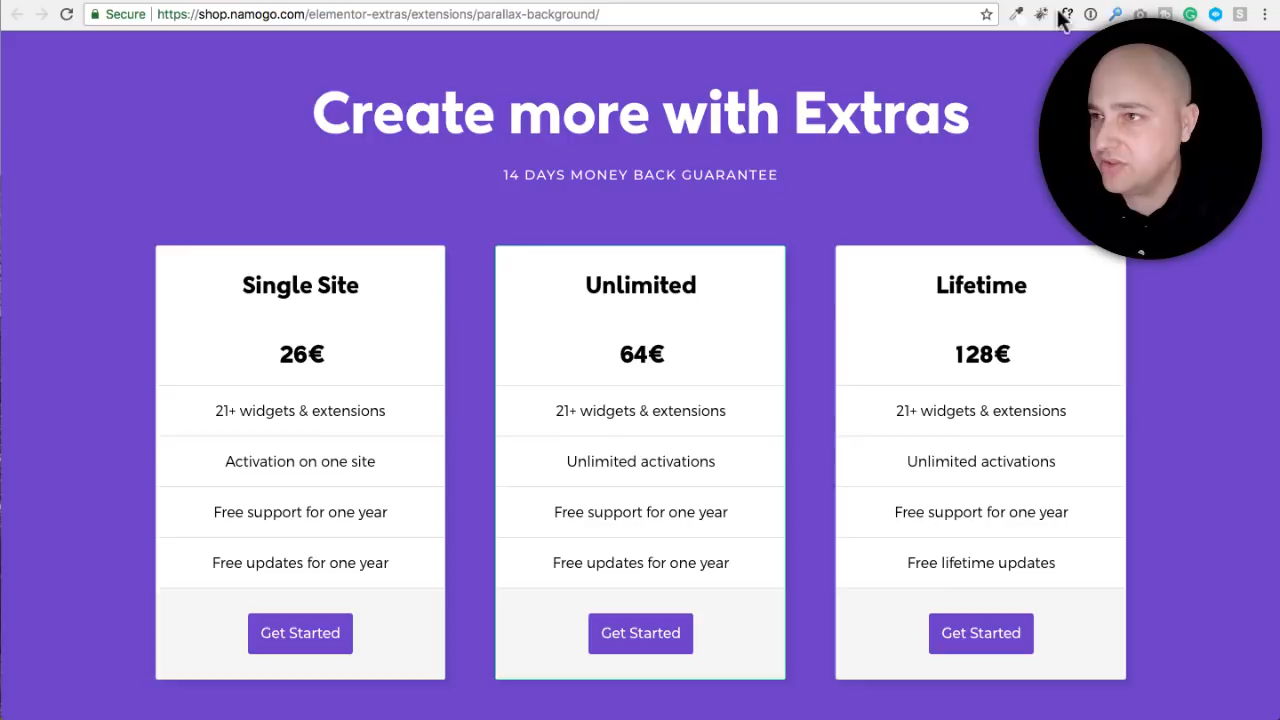 Secure https://shop.namogo.com/elementor-extras/extensions/parallax-background/
Create more with Extras
14 DAYS MONEY BACK GUARANTEE
Single Site
26€
21+ widgets & extensions
Activation on one site
Free support for one year
Free updates for one year
Get Started
Unlimited
64€
21+ widgets & extensions
Unlimited activations
Free support for one year
Free updates for one year
Get Started
Lifetime
128€
21+ widgets & extensions
Unlimited activations
Free support for one year
Free lifetime updates
Get Started